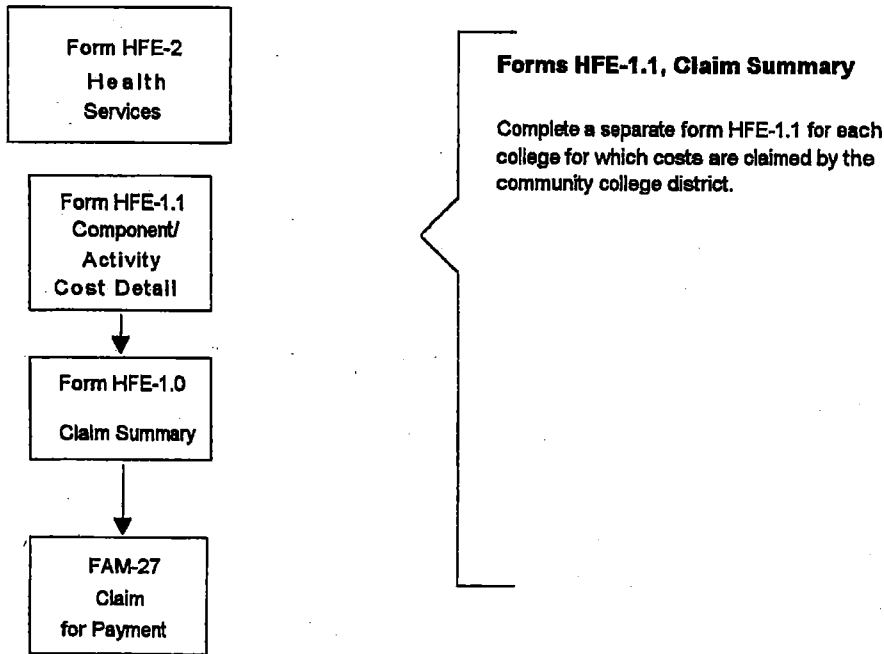 Form HFE-2
Health
Services
Form HFE-1.1
Component/
Activity
Cost Detail
Form HFE-1.0
Claim Summary
FAM-27
Claim
for Payment
Forms HFE-1.1, Claim Summary
Complete a separate form HFE-1.1 for each
college for which costs are claimed by the
community college district.